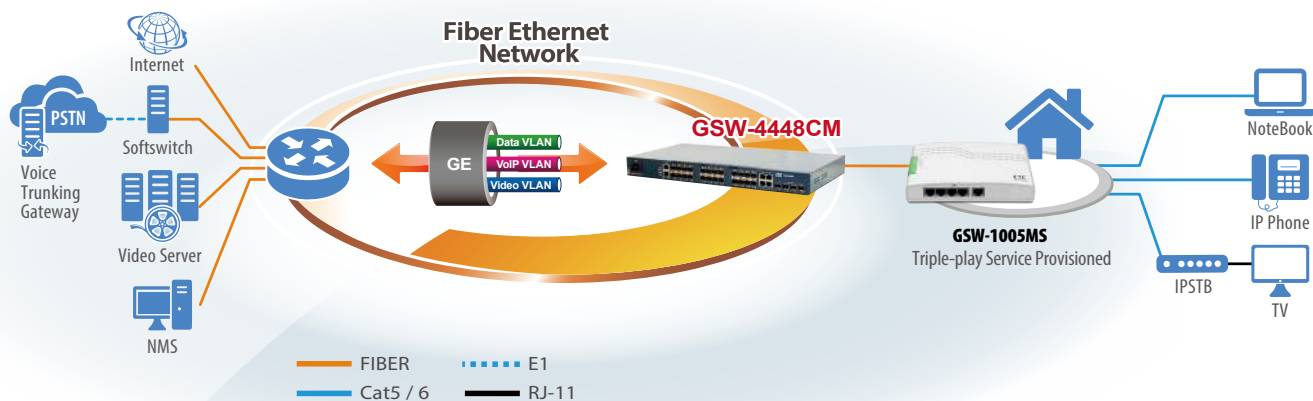 Fiber Ethernet
Network
Internet
PSTN
Softswitch
Voice
Trunking
Gateway
Video Server
NMS
GE
Data VLAN
VoIP VLAN
Video VLAN
GSW-4448CM
GSW-1005MS
Triple-play Service Provisioned
NoteBook
IP Phone
IPSTB
TV
FIBER
E1
Cat5 / 6
RJ-11